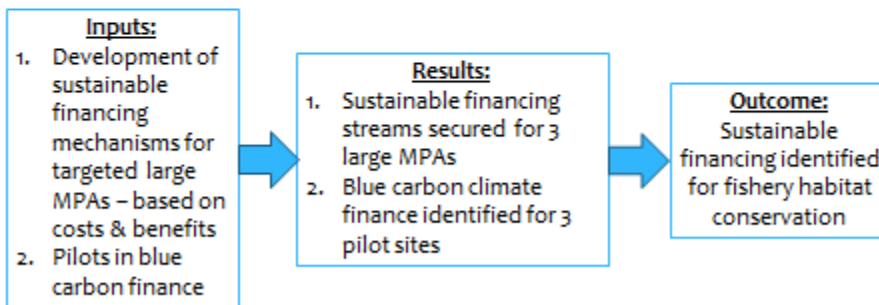 Inputs:
1. Development of
sustainable
financing
mechanisms for
targeted large
MPAs – based on
costs & benefits
2. Pilots in blue
carbon finance
Results:
1. Sustainable financing
streams secured for 3
large MPAs
2. Blue carbon climate
finance identified for 3
pilot sites
Outcome:
Sustainable
financing identified
for fishery habitat
conservation